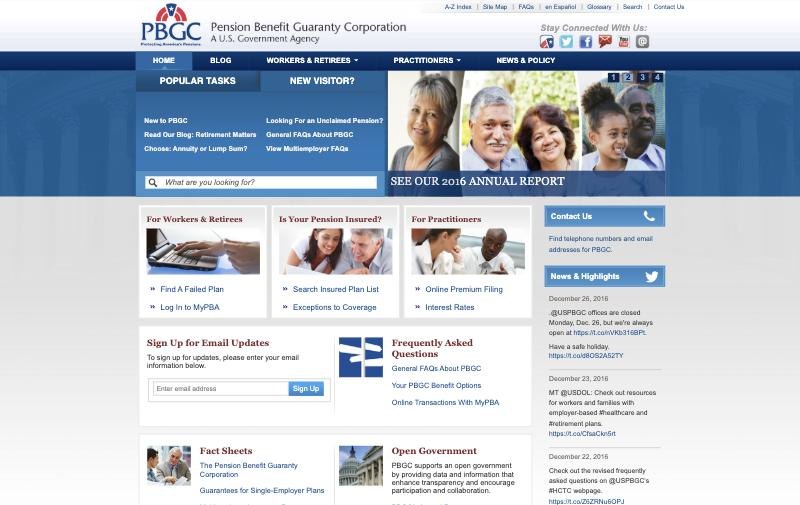 A-Z Index | Site Map | FAQs | en Español | Glossary | Search | Contact Us
PBGC
Protecting America's Pensions
Pension Benefit Guaranty Corporation
A U.S. Government Agency
Stay Connected With Us:
HOME
BLOG
WORKERS & RETIREES
PRACTITIONERS
NEWS & POLICY
POPULAR TASKS
NEW VISITOR?
1 2 3 4
New to PBGC
Looking For an Unclaimed Pension?
Read Our Blog: Retirement Matters
General FAQs About PBGC
Choose: Annuity or Lump Sum?
View Multiemployer FAQs
What are you looking for?
SEE OUR 2016 ANNUAL REPORT
For Workers & Retirees
» Find A Failed Plan
» Log In to MyPBA
Is Your Pension Insured?
» Search Insured Plan List
» Exceptions to Coverage
For Practitioners
» Online Premium Filing
» Interest Rates
Contact Us
Find telephone numbers and email
addresses for PBGC.
News & Highlights
December 26, 2016
.@USPBGC offices are closed
Monday, Dec. 26, but we're always
open at https://t.co/nVKb316BPt.
Have a safe holiday.
https://t.co/d8OS2A52TY
December 23, 2016
MT @USDOL: Check out resources
for workers and families with
employer-based #healthcare and
#retirement plans.
https://t.co/CfsaCkn5rt
December 22, 2016
Check out the revised frequently
asked questions on @USPBGC's
#HCTC webpage.
https://t.co/Z6ZRNu6OPJ
Sign Up for Email Updates
To sign up for updates, please enter your email
information below.
Enter email address
Sign Up
Frequently Asked
Questions
General FAQs About PBGC
Your PBGC Benefit Options
Online Transactions With MyPBA
Fact Sheets
The Pension Benefit Guaranty
Corporation
Guarantees for Single-Employer Plans
Open Government
PBGC supports an open government
by providing data and information that
enhance transparency and encourage
participation and collaboration.